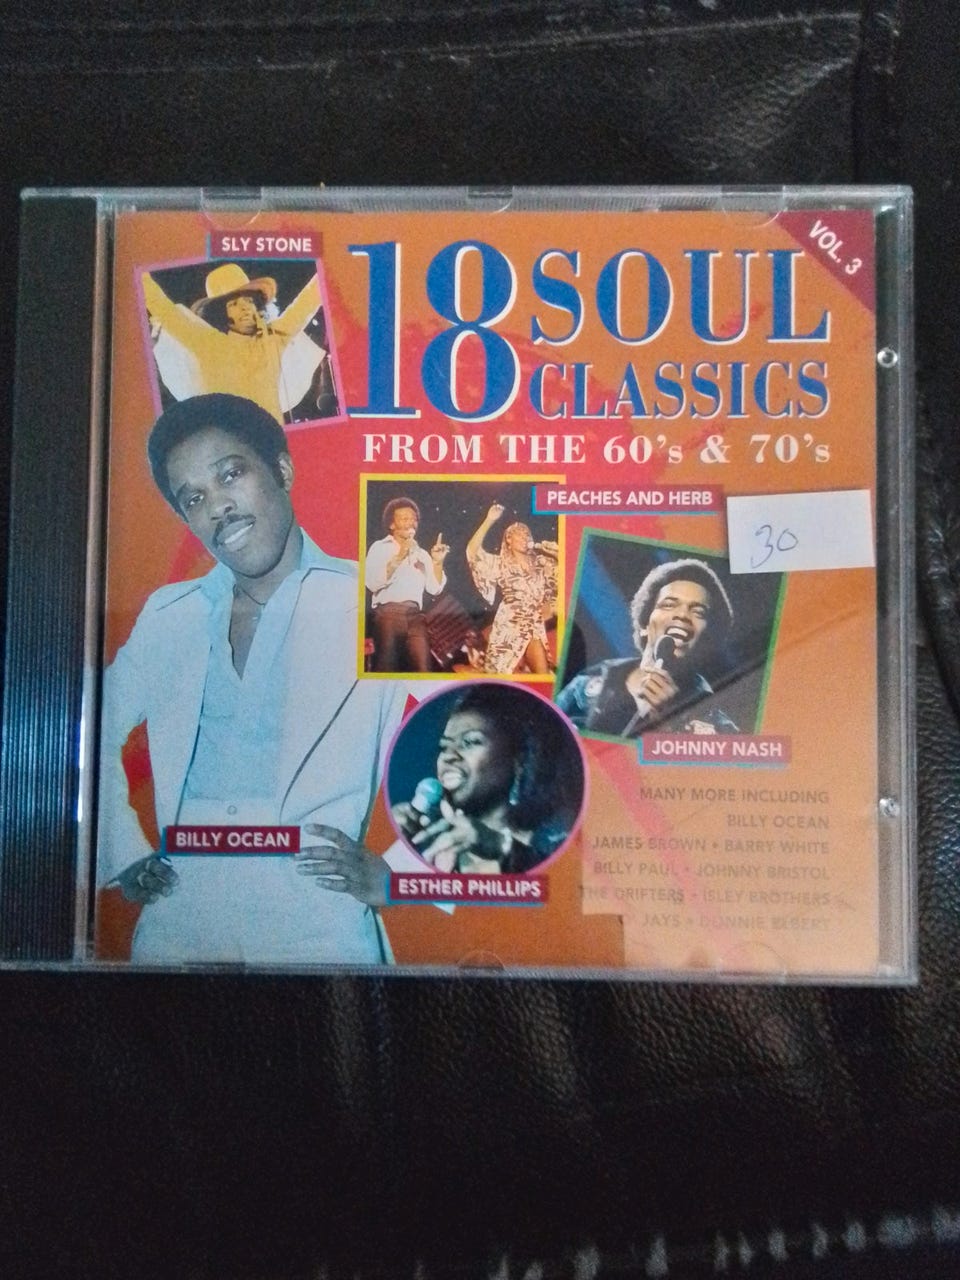 SLY STONE
VOL. 3
18 SOUL
CLASSICS
FROM THE 60's & 70's
PEACHES AND HERB
30
JOHNNY NASH
BILLY OCEAN
ESTHER PHILLIPS
MANY MORE INCLUDING
BILLY OCEAN
JAMES BROWN • BARRY WHITE
BILLY PAUL • JOHNNY BRISTOL
THE DRIFTERS • ISLEY BROTHERS
O' JAYS • DONNIE ELBERT